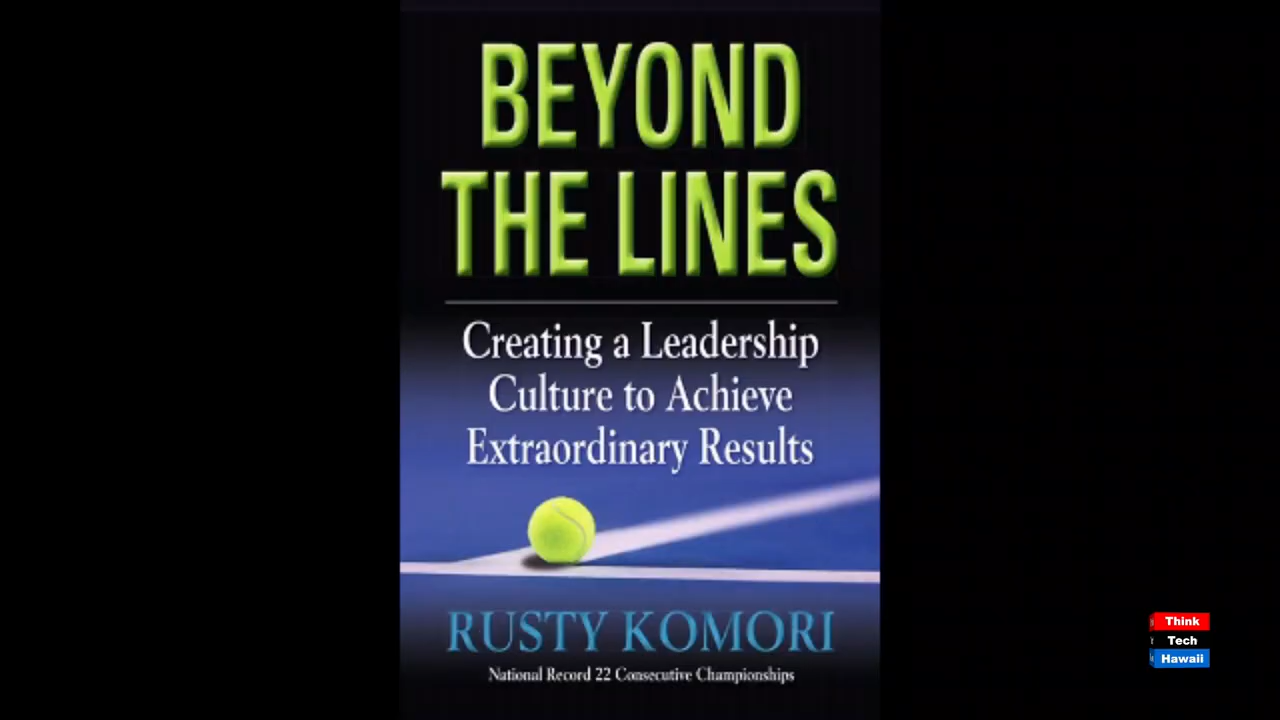 BEYOND
THE LINES
Creating a Leadership
Culture to Achieve
Extraordinary Results
RUSTY KOMORI
National Record 22 Consecutive Championships
Think
Tech
Hawaii